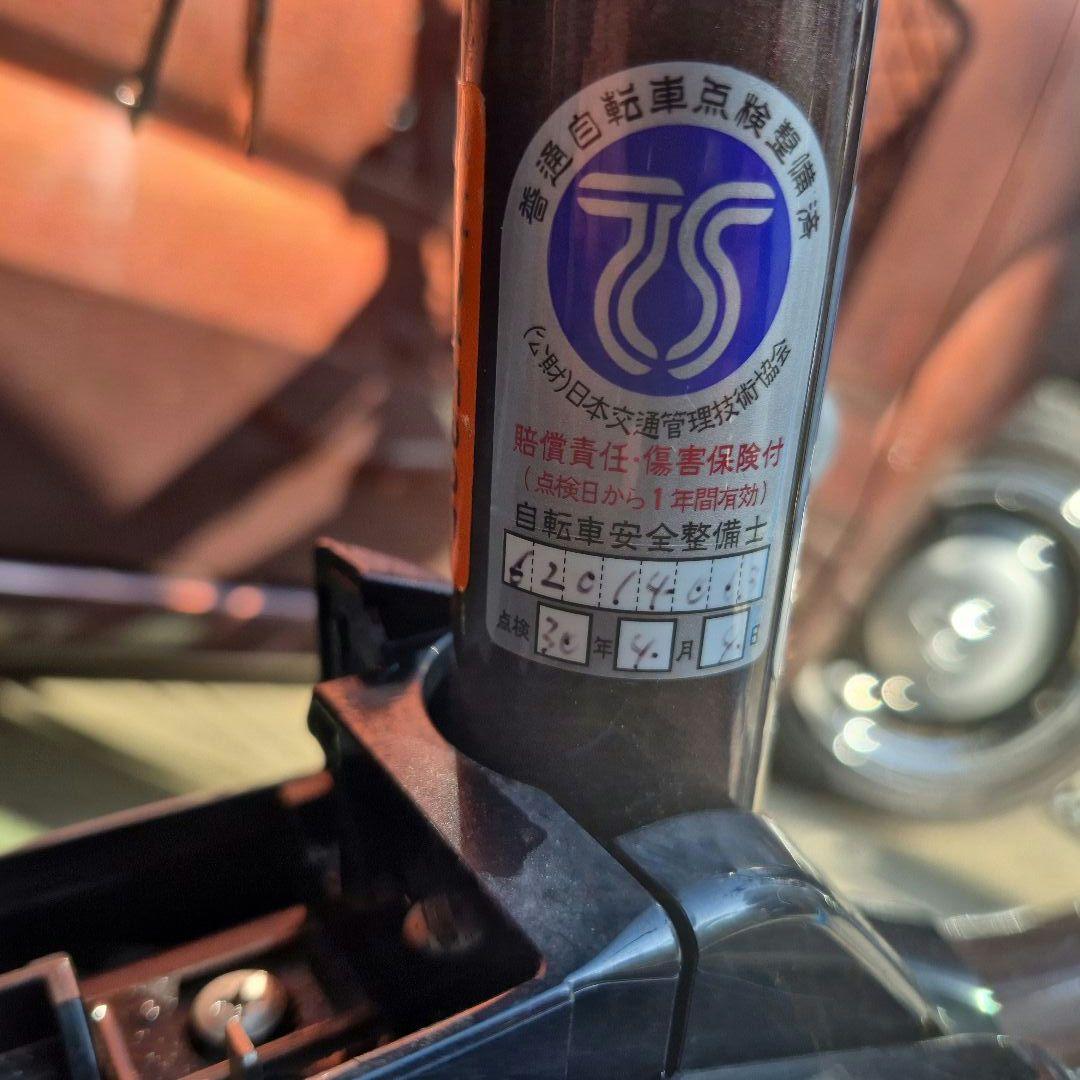 普通自転車点検整備済
TS
(公財)日本交通管理技術協会
賠償責任・傷害保険付
(点検日から1年間有効)
自転車安全整備士
点検 30 年 4. 月 9. 日